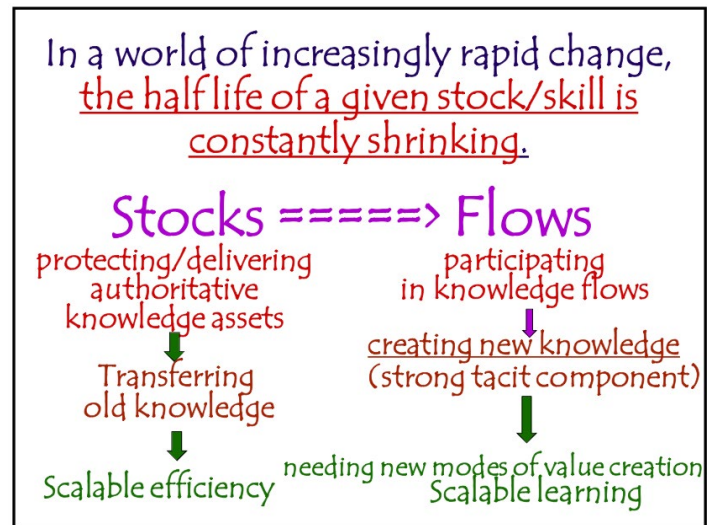 In a world of increasingly rapid change,
the half life of a given stock/skill is
constantly shrinking.
Stocks =====> Flows
protecting/delivering
authoritative
knowledge assets
Transferring
old knowledge
Scalable efficiency
participating
in knowledge flows
creating new knowledge
(strong tacit component)
needing new modes of value creation
Scalable learning